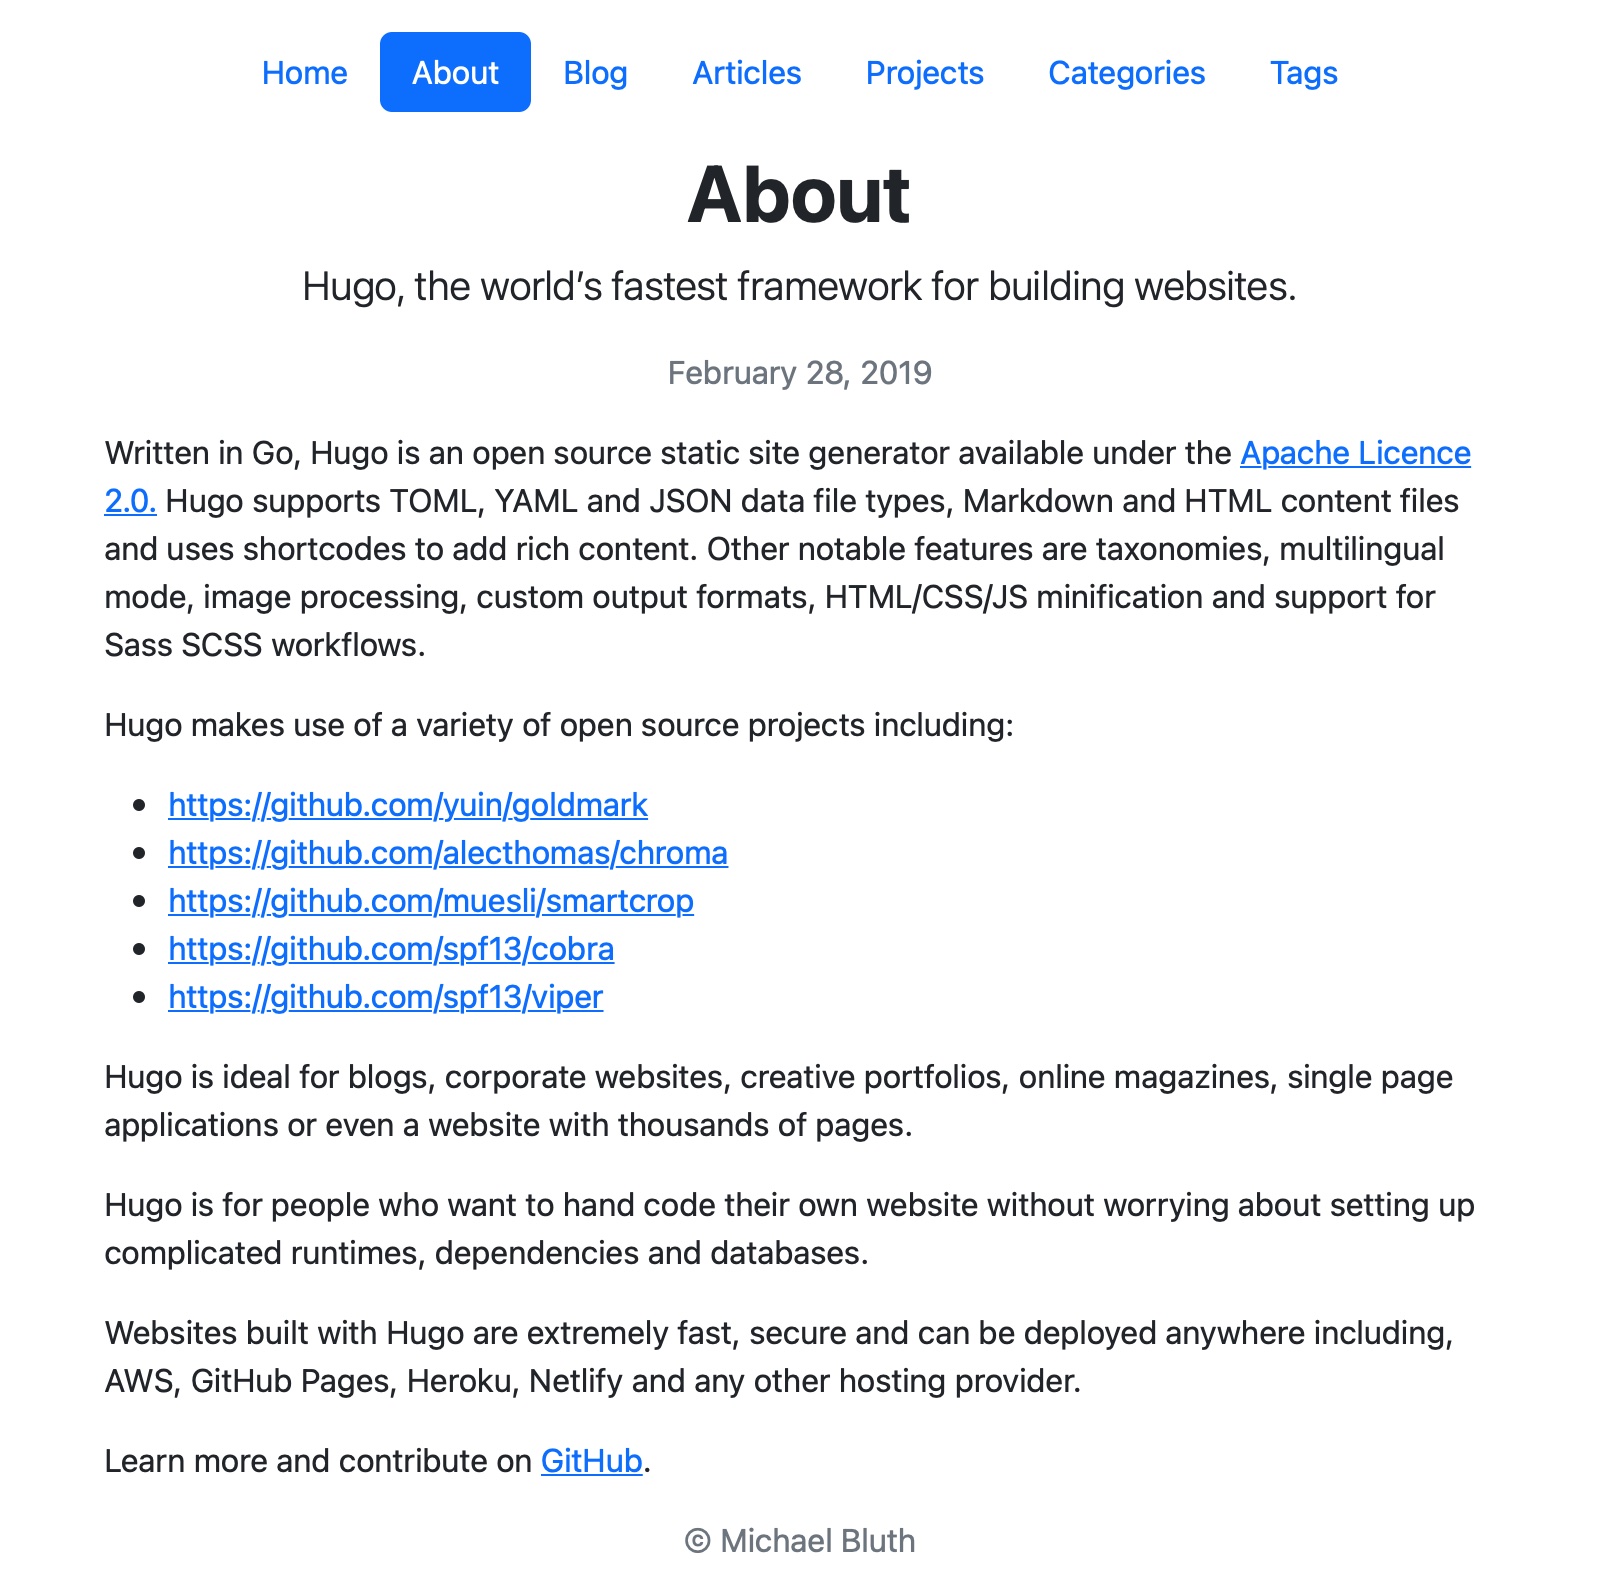 Home About Blog Articles Projects Categories Tags
About
Hugo, the world’s fastest framework for building websites.
February 28, 2019
Written in Go, Hugo is an open source static site generator available under the Apache Licence
2.0. Hugo supports TOML, YAML and JSON data file types, Markdown and HTML content files
and uses shortcodes to add rich content. Other notable features are taxonomies, multilingual
mode, image processing, custom output formats, HTML/CSS/JS minification and support for
Sass SCSS workflows.
Hugo makes use of a variety of open source projects including:
• https://github.com/yuin/goldmark
• https://github.com/alecthomas/chroma
• https://github.com/muesli/smartcrop
• https://github.com/spf13/cobra
• https://github.com/spf13/viper
Hugo is ideal for blogs, corporate websites, creative portfolios, online magazines, single page
applications or even a website with thousands of pages.
Hugo is for people who want to hand code their own website without worrying about setting up
complicated runtimes, dependencies and databases.
Websites built with Hugo are extremely fast, secure and can be deployed anywhere including,
AWS, GitHub Pages, Heroku, Netlify and any other hosting provider.
Learn more and contribute on GitHub.
© Michael Bluth